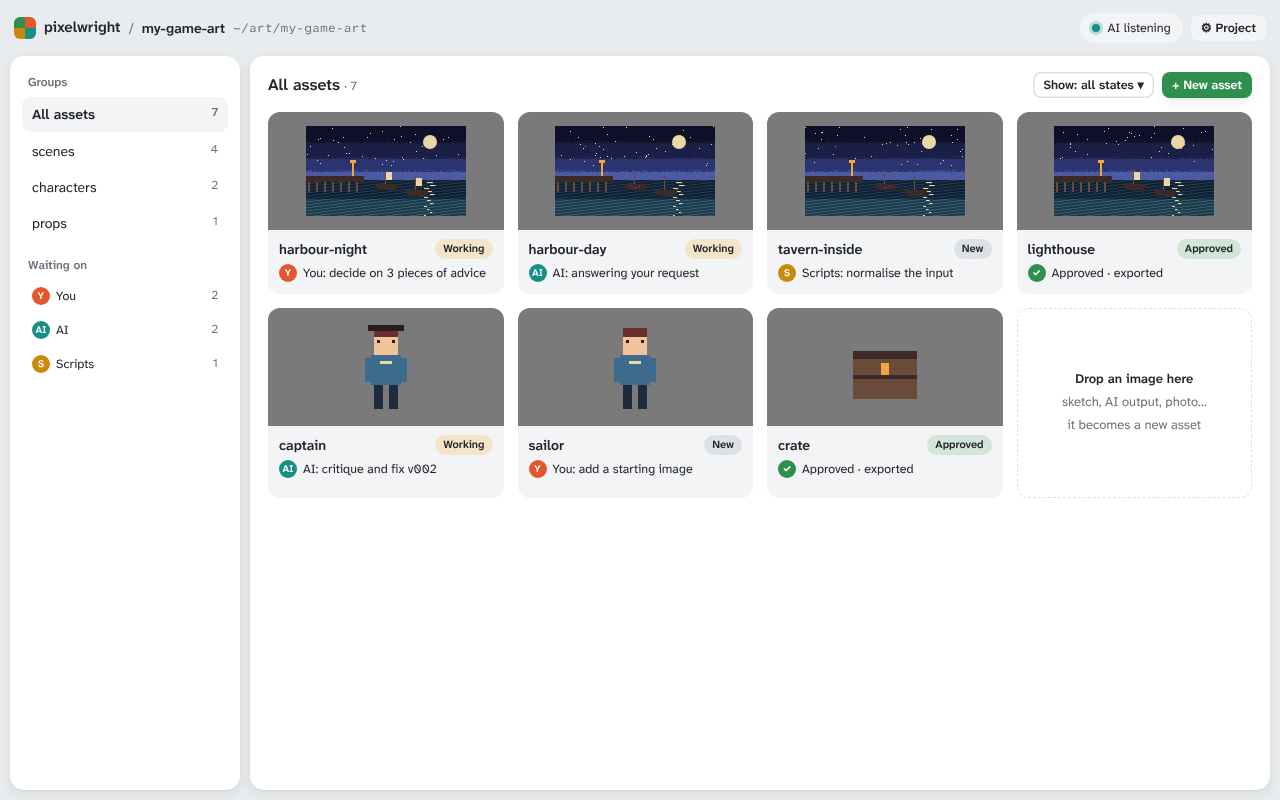 pixelwright / my-game-art ~/art/my-game-art
AI listening
⚙ Project
Groups
All assets 7
scenes 4
characters 2
props 1
Waiting on
Y You 2
AI AI 2
S Scripts 1
All assets · 7
Show: all states ▾
+ New asset
harbour-night Working
Y You: decide on 3 pieces of advice
harbour-day Working
AI AI: answering your request
tavern-inside New
S Scripts: normalise the input
lighthouse Approved
✓ Approved · exported
captain Working
AI AI: critique and fix v002
sailor New
Y You: add a starting image
crate Approved
✓ Approved · exported
Drop an image here
sketch, AI output, photo…
it becomes a new asset